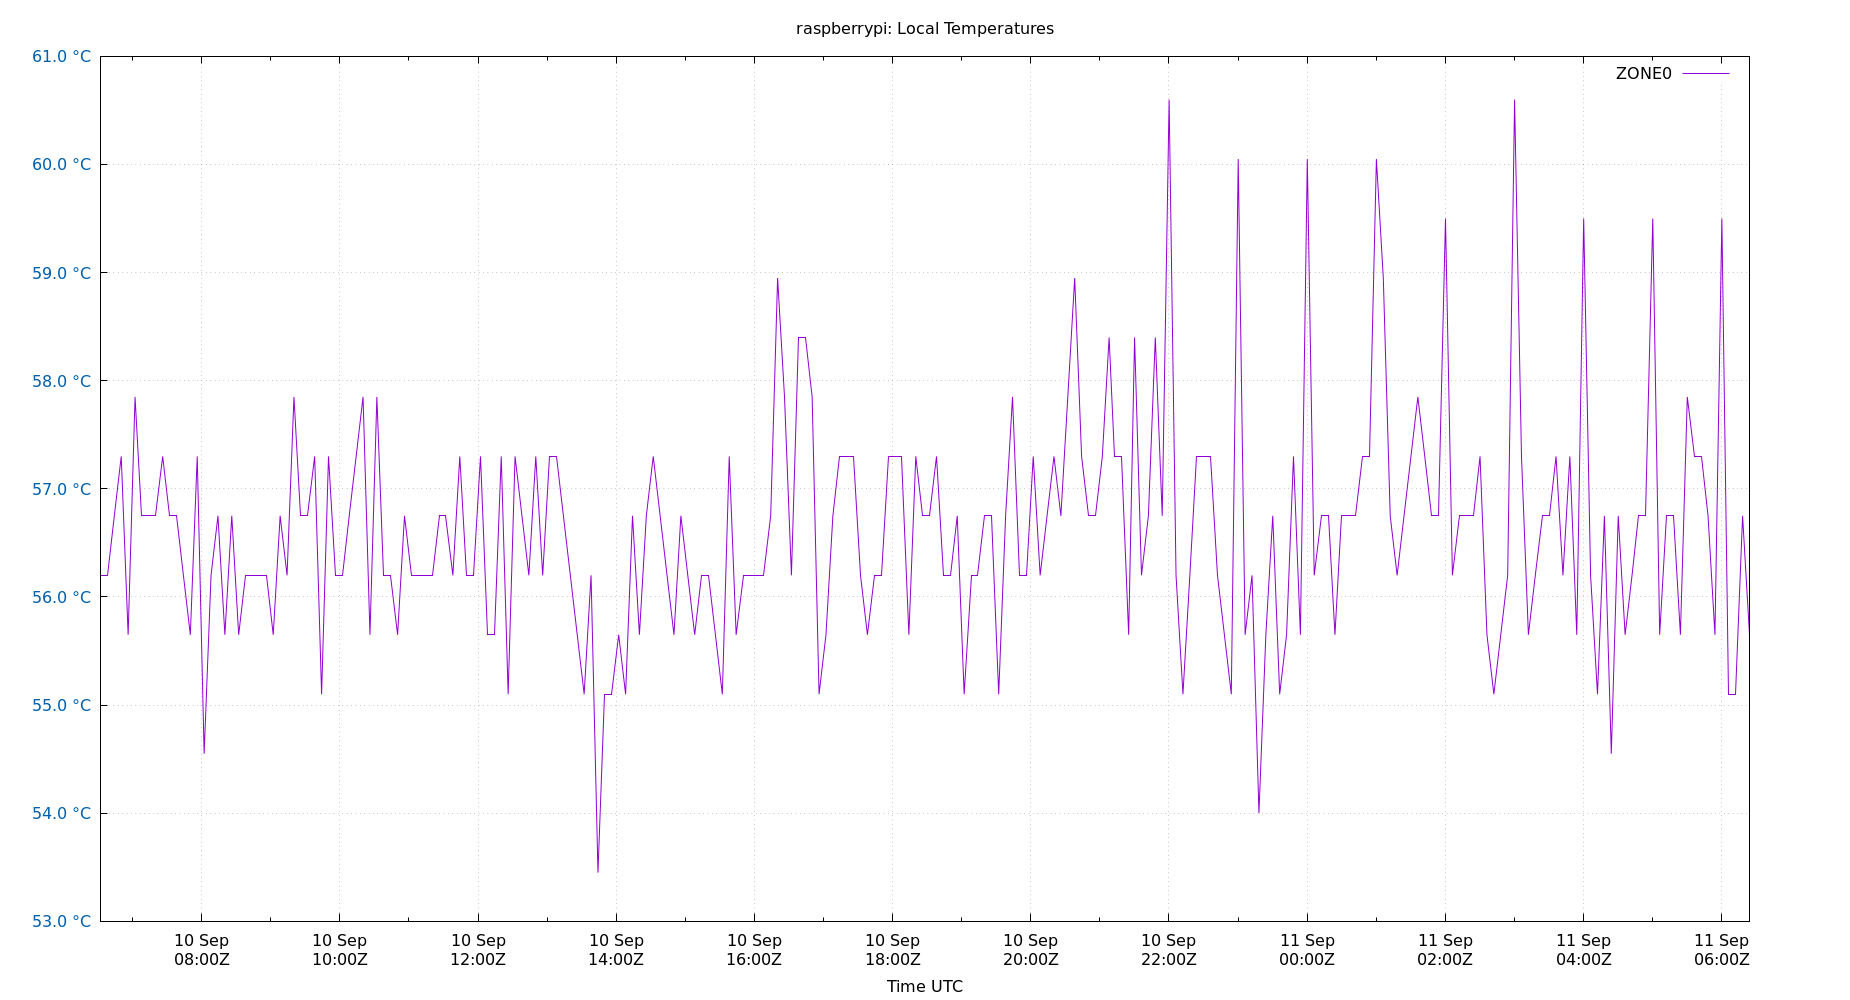 raspberrypi: Local Temperatures
61.0 °C
ZONE0
60.0 °C
59.0 °C
58.0 °C
57.0 °C
56.0 °C
55.0 °C
54.0 °C
53.0 °C
10 Sep 10 Sep 10 Sep 10 Sep 10 Sep 10 Sep 10 Sep 10 Sep 11 Sep 11 Sep 11 Sep 11 Sep
08:00Z 10:00Z 12:00Z 14:00Z 16:00Z 18:00Z 20:00Z 22:00Z 00:00Z 02:00Z 04:00Z 06:00Z
Time UTC